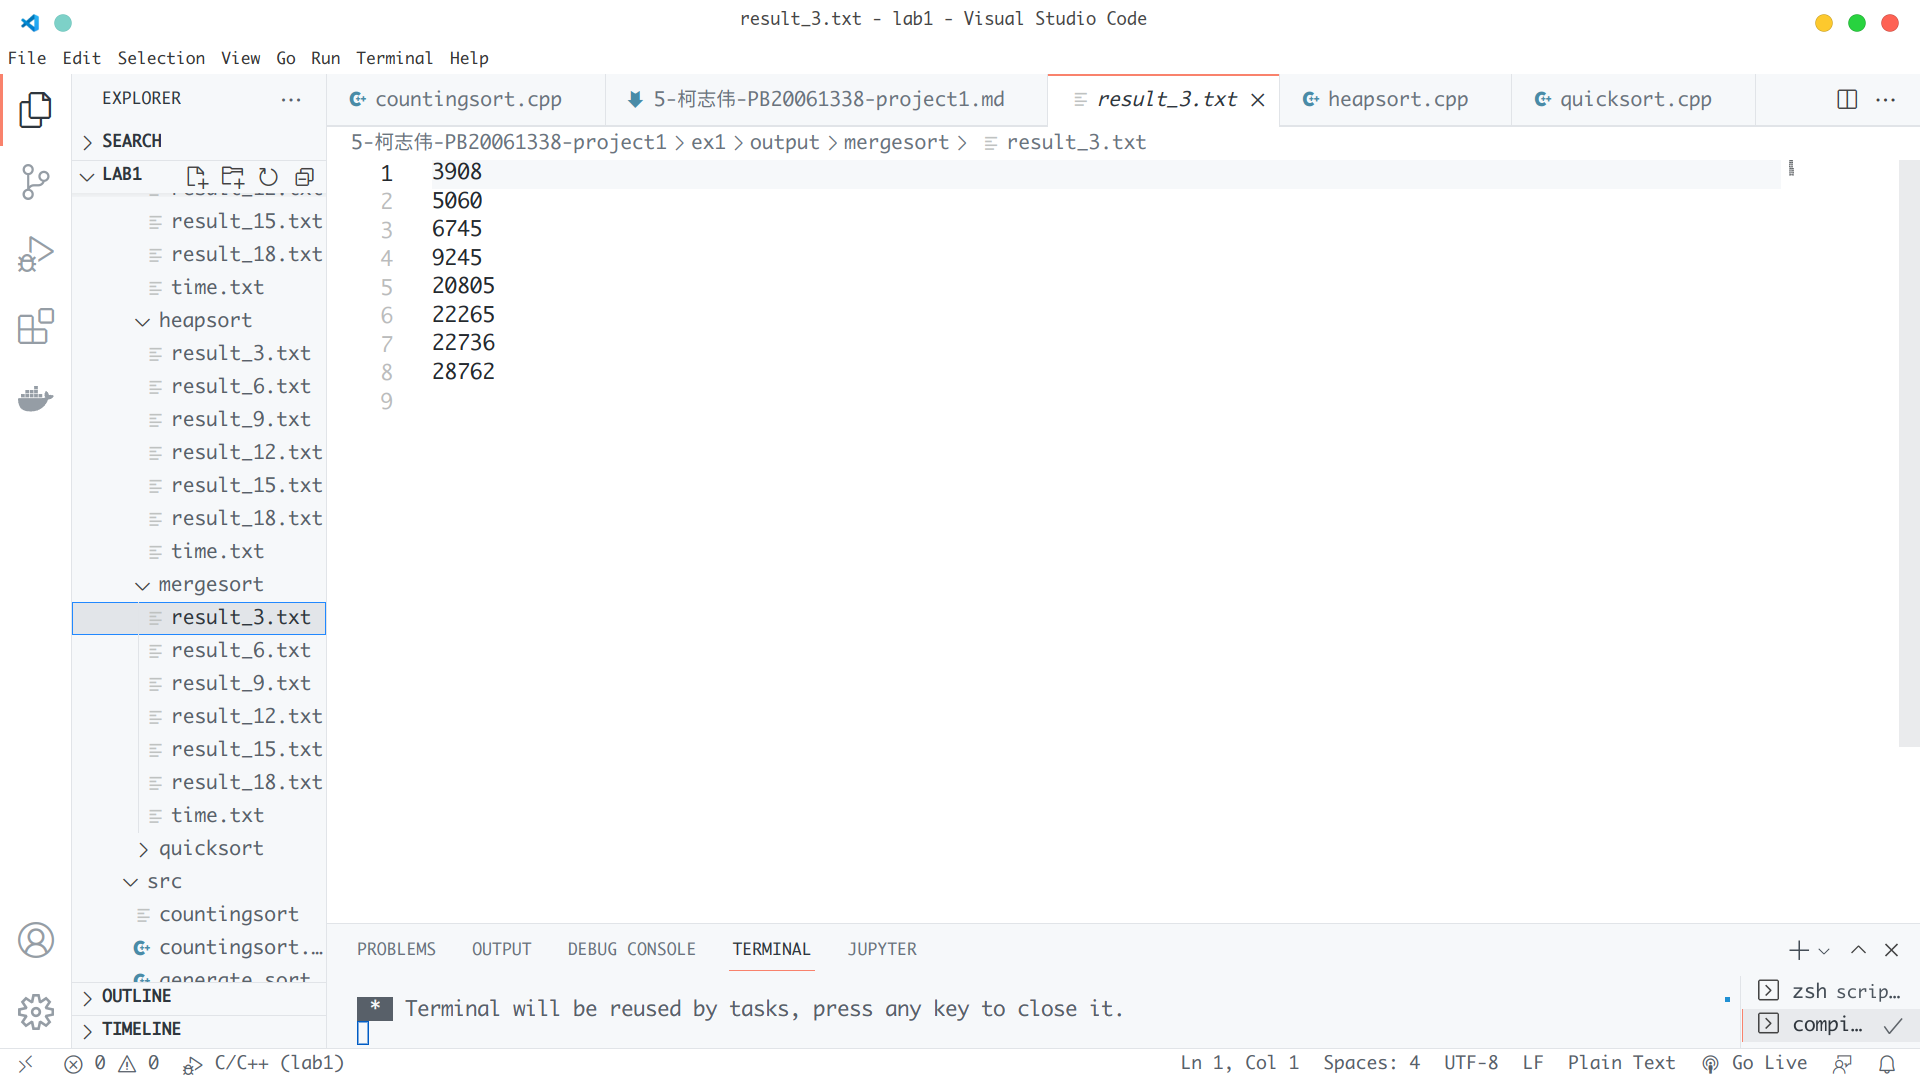 result_3.txt - lab1 - Visual Studio Code
File Edit Selection View Go Run Terminal Help
EXPLORER
SEARCH
LAB1
result_12.txt
result_15.txt
result_18.txt
time.txt
heapsort
result_3.txt
result_6.txt
result_9.txt
result_12.txt
result_15.txt
result_18.txt
time.txt
mergesort
result_3.txt
result_6.txt
result_9.txt
result_12.txt
result_15.txt
result_18.txt
time.txt
quicksort
src
countingsort
countingsort.…
generate_sort
OUTLINE
TIMELINE
countingsort.cpp 5-柯志伟-PB20061338-project1.md result_3.txt heapsort.cpp quicksort.cpp
5-柯志伟-PB20061338-project1 > ex1 > output > mergesort > result_3.txt
1 3908
2 5060
3 6745
4 9245
5 20805
6 22265
7 22736
8 28762
9
PROBLEMS OUTPUT DEBUG CONSOLE TERMINAL JUPYTER
* Terminal will be reused by tasks, press any key to close it.
zsh scrip…
compi…
0 0 C/C++ (lab1) Ln 1, Col 1 Spaces: 4 UTF-8 LF Plain Text Go Live